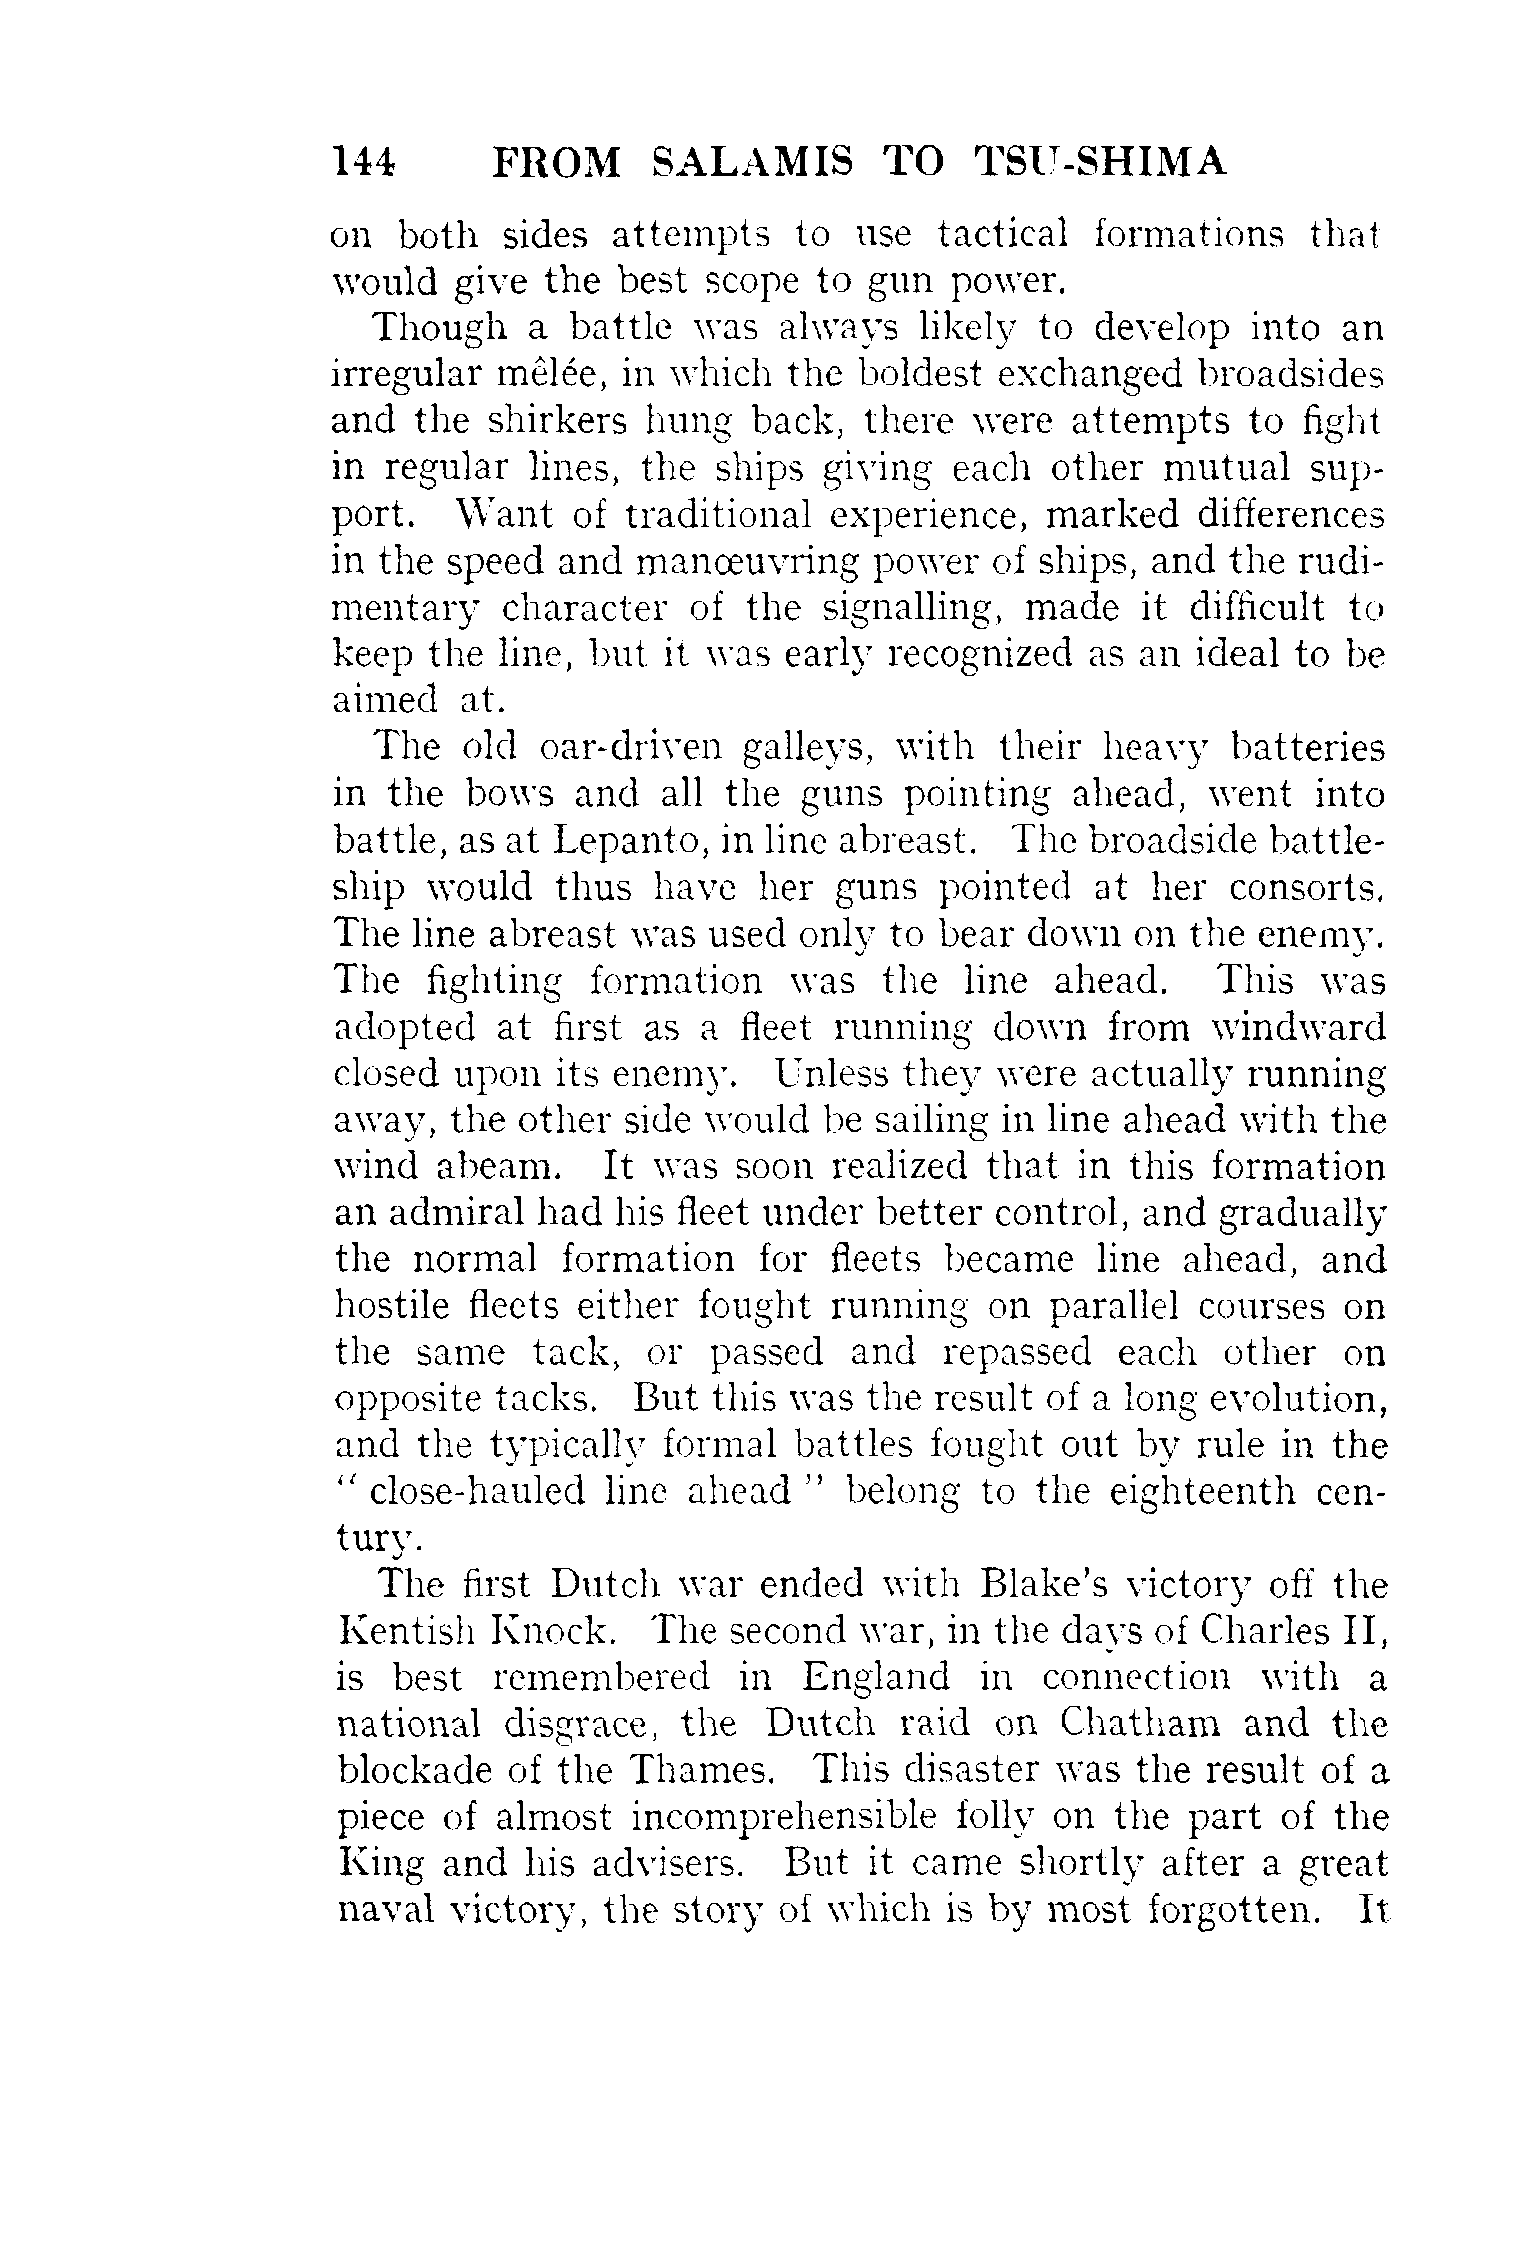 144 FROM SALAMIS TO TSU-SHIMA
on both sides attempts to use tactical formations that
would give the best scope to gun power.
Though a battle was always likely to develop into an
irregular mêlée, in which the boldest exchanged broadsides
and the shirkers hung back, there were attempts to fight
in regular lines, the ships giving each other mutual sup-
port. Want of traditional experience, marked differences
in the speed and manœuvring power of ships, and the rudi-
mentary character of the signalling, made it difficult to
keep the line, but it was early recognized as an ideal to be
aimed at.
The old oar-driven galleys, with their heavy batteries
in the bows and all the guns pointing ahead, went into
battle, as at Lepanto, in line abreast. The broadside battle-
ship would thus have her guns pointed at her consorts.
The line abreast was used only to bear down on the enemy.
The fighting formation was the line ahead. This was
adopted at first as a fleet running down from windward
closed upon its enemy. Unless they were actually running
away, the other side would be sailing in line ahead with the
wind abeam. It was soon realized that in this formation
an admiral had his fleet under better control, and gradually
the normal formation for fleets became line ahead, and
hostile fleets either fought running on parallel courses on
the same tack, or passed and repassed each other on
opposite tacks. But this was the result of a long evolution,
and the typically formal battles fought out by rule in the
“ close-hauled line ahead ” belong to the eighteenth cen-
tury.
The first Dutch war ended with Blake's victory off the
Kentish Knock. The second war, in the days of Charles II,
is best remembered in England in connection with a
national disgrace, the Dutch raid on Chatham and the
blockade of the Thames. This disaster was the result of a
piece of almost incomprehensible folly on the part of the
King and his advisers. But it came shortly after a great
naval victory, the story of which is by most forgotten. It